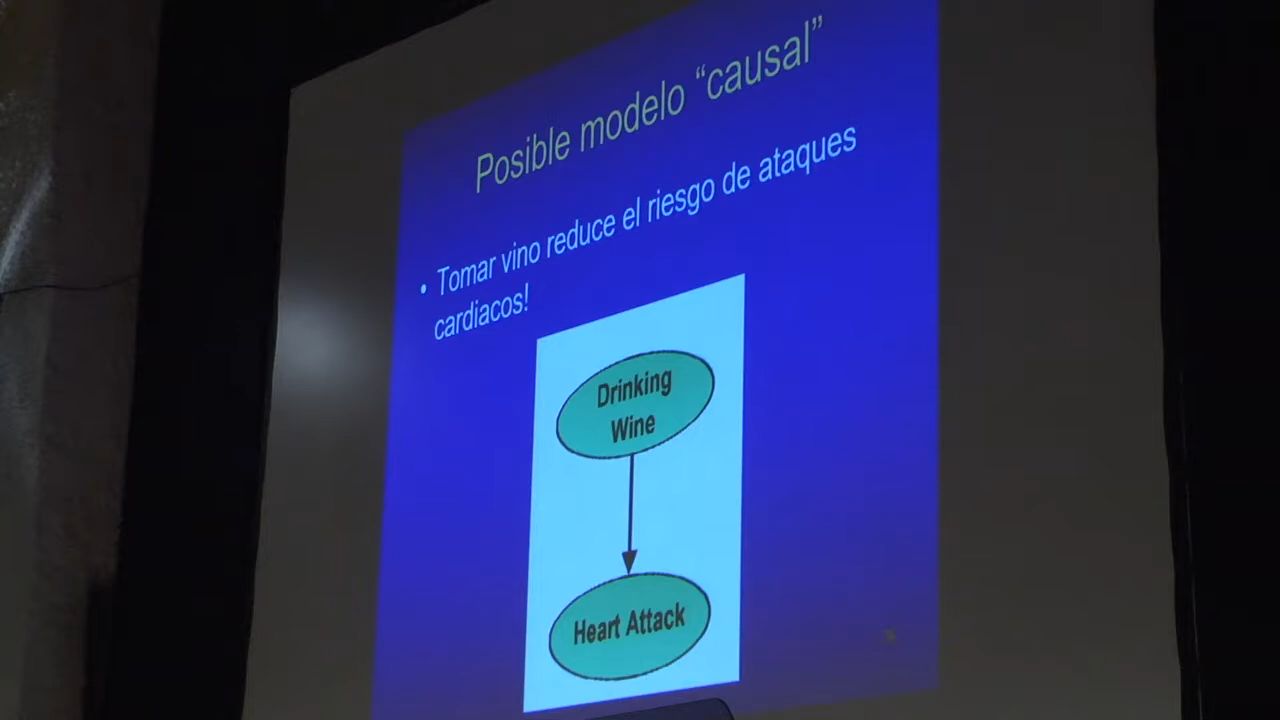 Posible modelo “causal”
• Tomar vino reduce el riesgo de ataques
cardiacos!
Drinking
Wine
Heart Attack